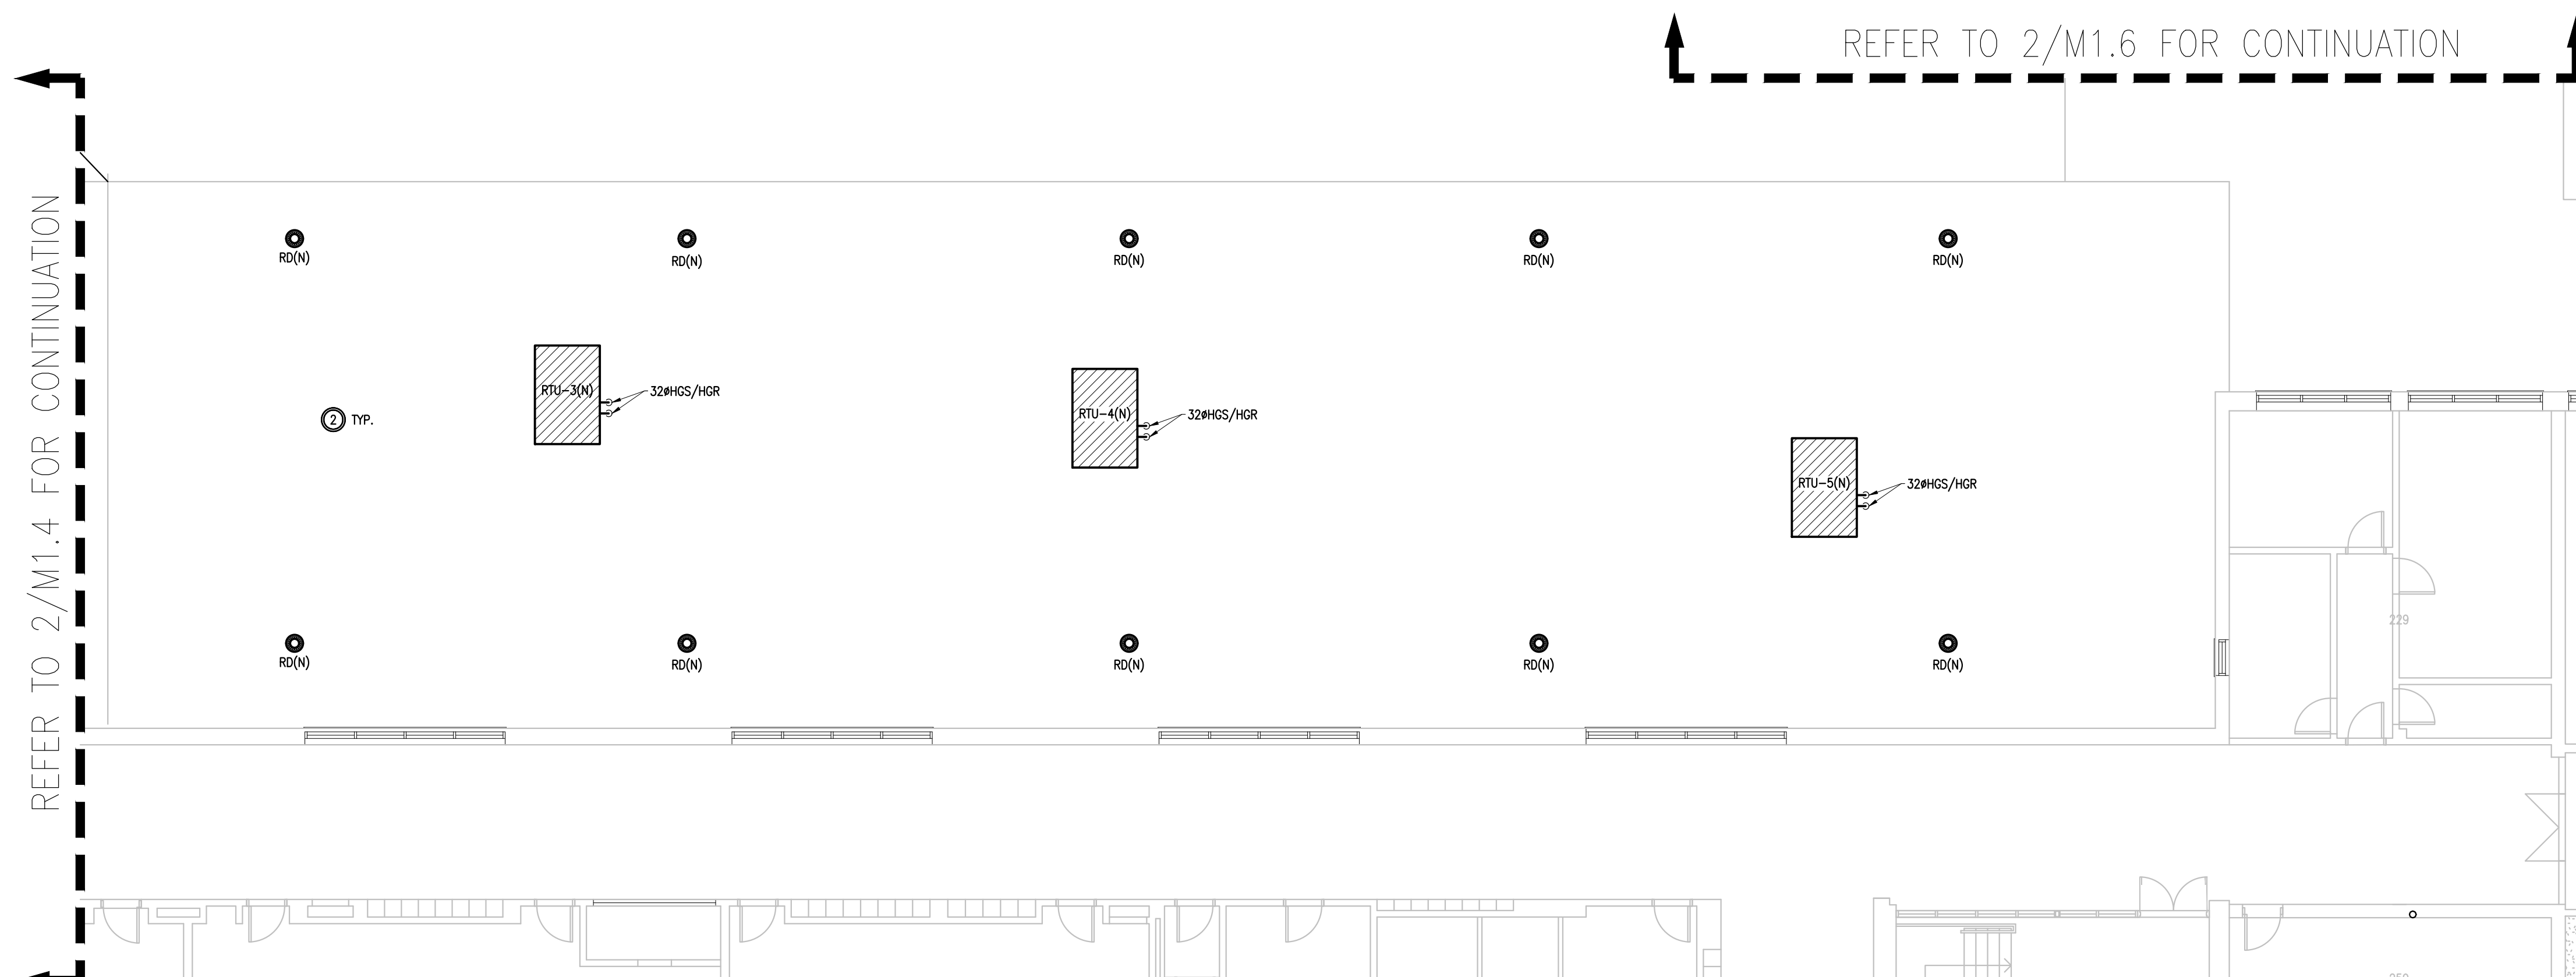 REFER TO 2/M1.6 FOR CONTINUATION
REFER TO 2/M1.4 FOR CONTINUATION
RD(N)
RD(N)
RD(N)
RD(N)
RD(N)
RTU-3(N)
32øHGS/HGR
RTU-4(N)
32øHGS/HGR
2 TYP.
RTU-5(N)
32øHGS/HGR
229
RD(N)
RD(N)
RD(N)
RD(N)
RD(N)